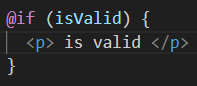 @if (isValid) {
  <p> is valid </p>
}